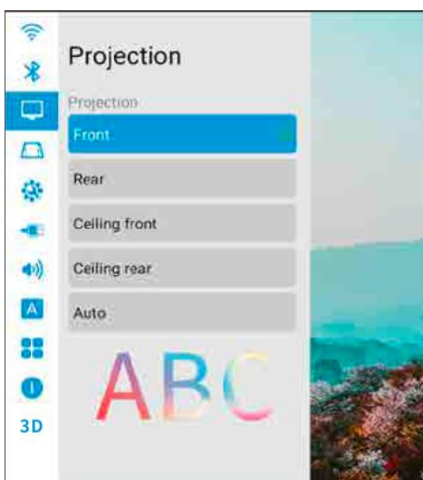 Projection
Projection
Front
Rear
Ceiling front
Ceiling rear
Auto
A
ABC
3D